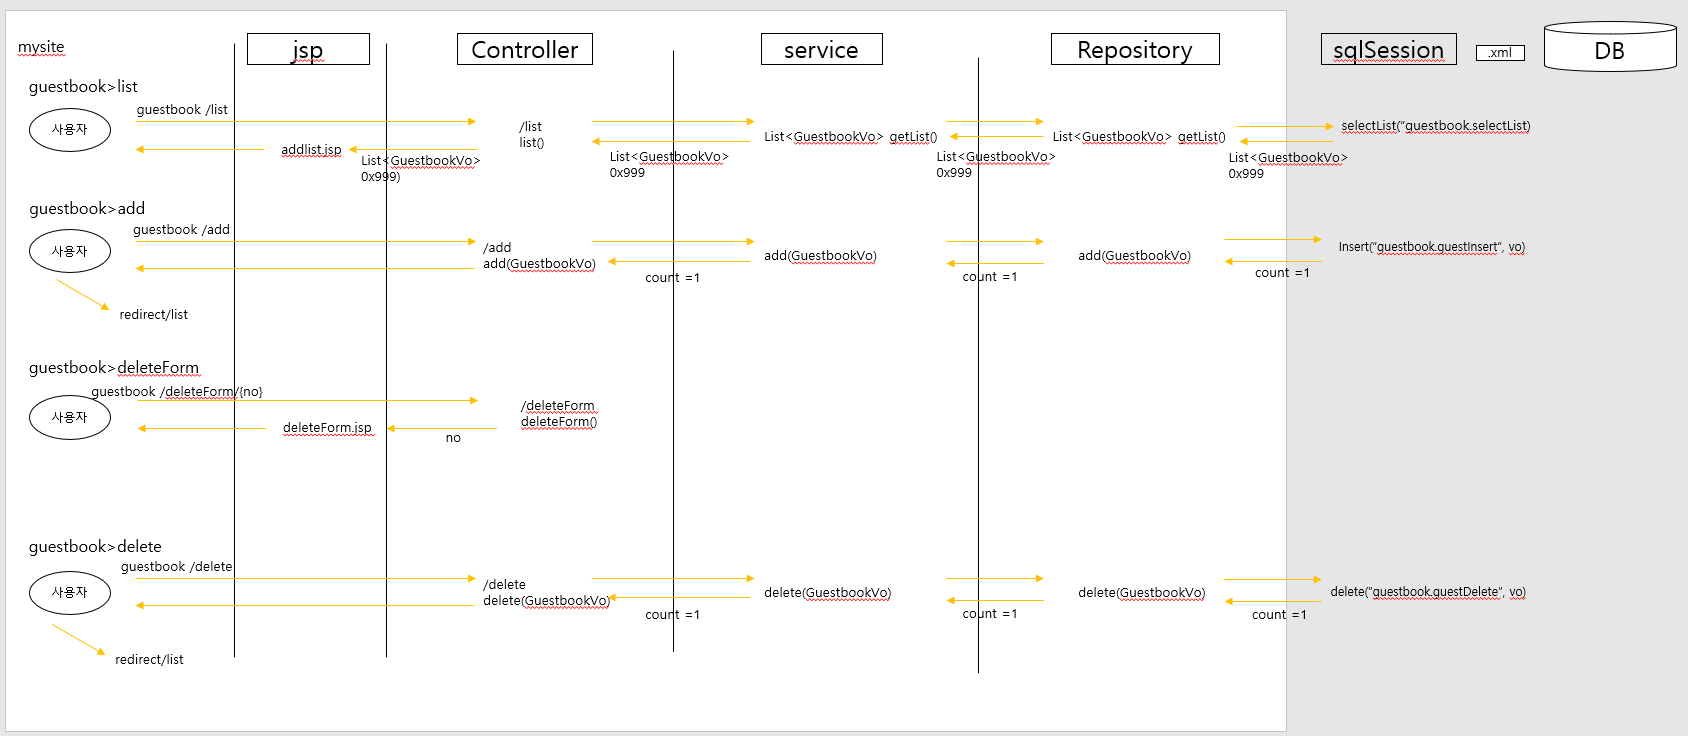 mysite
jsp
Controller
service
Repository
sqlSession
.xml
DB
guestbook>list
사용자
guestbook /list
addlist.jsp
/list
list()
List<GuestbookVo>
0x999)
List<GuestbookVo>
0x999
List<GuestbookVo> getList()
List<GuestbookVo>
0x999
List<GuestbookVo> getList()
List<GuestbookVo>
0x999
selectList("guestbook.selectList)
guestbook>add
사용자
guestbook /add
/add
add(GuestbookVo)
count =1
add(GuestbookVo)
count =1
add(GuestbookVo)
count =1
Insert("guestbook.guestInsert", vo)
redirect/list
guestbook>deleteForm
guestbook /deleteForm/{no}
사용자
deleteForm.jsp
no
/deleteForm
deleteForm()
guestbook>delete
guestbook /delete
사용자
/delete
delete(GuestbookVo)
count =1
delete(GuestbookVo)
count =1
delete(GuestbookVo)
count =1
delete("guestbook.guestDelete", vo)
redirect/list